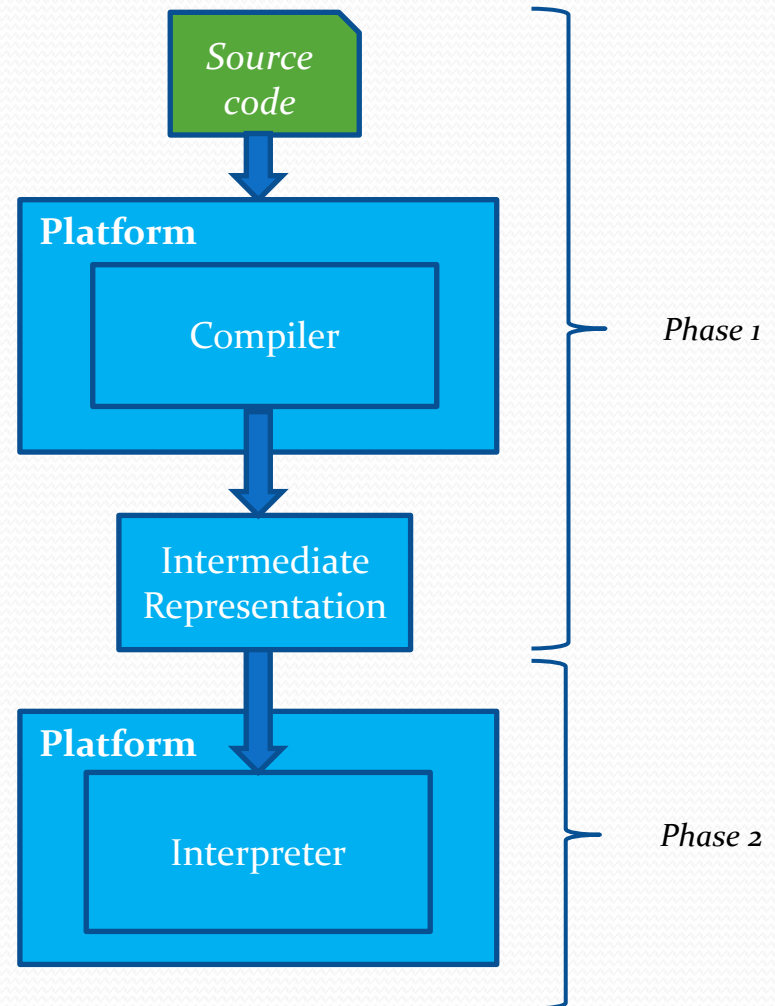 Source
code
Platform
Compiler
Phase 1
Intermediate
Representation
Platform
Interpreter
Phase 2